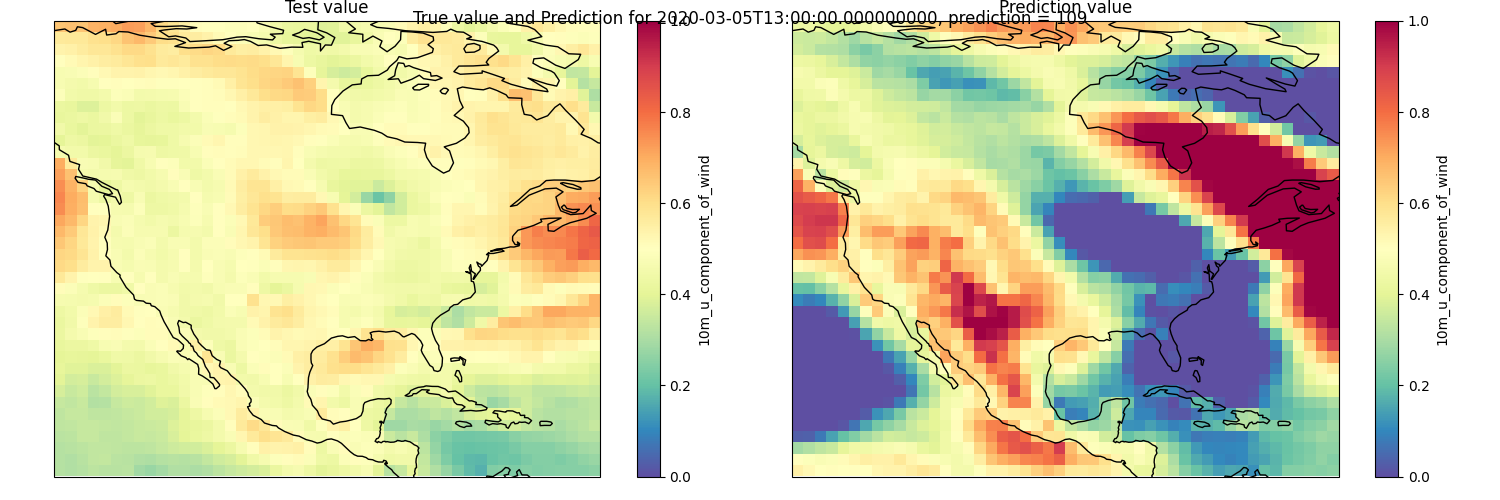 Test value
True value and Prediction for 2020-03-05T13:00:00.000000000, prediction = 109
Prediction value
1.0
0.8
0.6
0.4
0.2
0.0
10m_u_component_of_wind
1.0
0.8
0.6
0.4
0.2
0.0
10m_u_component_of_wind